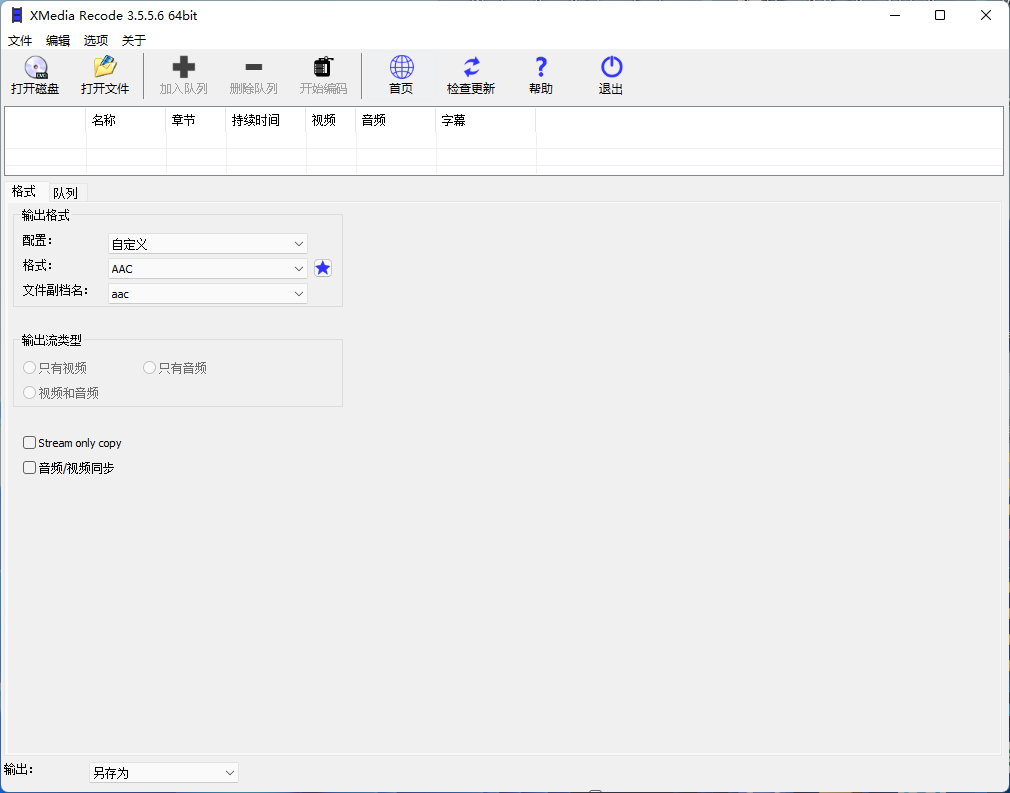 XMedia Recode 3.5.5.6 64bit
文件 编辑 选项 关于
打开磁盘 打开文件 加入队列 删除队列 开始编码 首页 检查更新 帮助 退出
名称 章节 持续时间 视频 音频 字幕
格式 队列
输出格式
配置： 自定义
格式： AAC
文件副档名： aac
输出流类型
只有视频 只有音频
视频和音频
Stream only copy
音频/视频同步
输出： 另存为